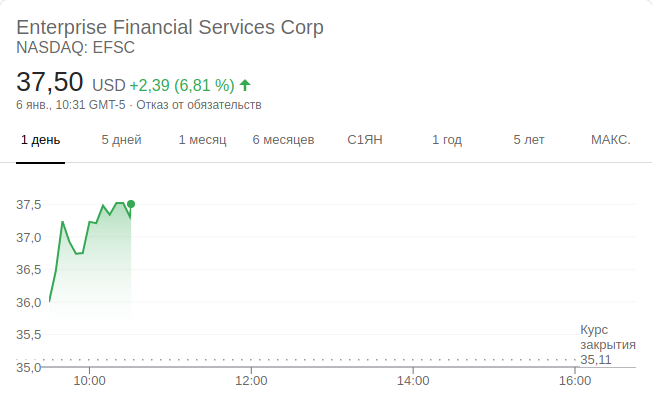 Enterprise Financial Services Corp
NASDAQ: EFSC
37,50 USD +2,39 (6,81 %)
6 янв., 10:31 GMT-5 · Отказ от обязательств
1 день 5 дней 1 месяц 6 месяцев С1ЯН 1 год 5 лет МАКС.
37,5
37,0
36,5
36,0
35,5
35,0
Курс
закрытия
35,11
10:00 12:00 14:00 16:00